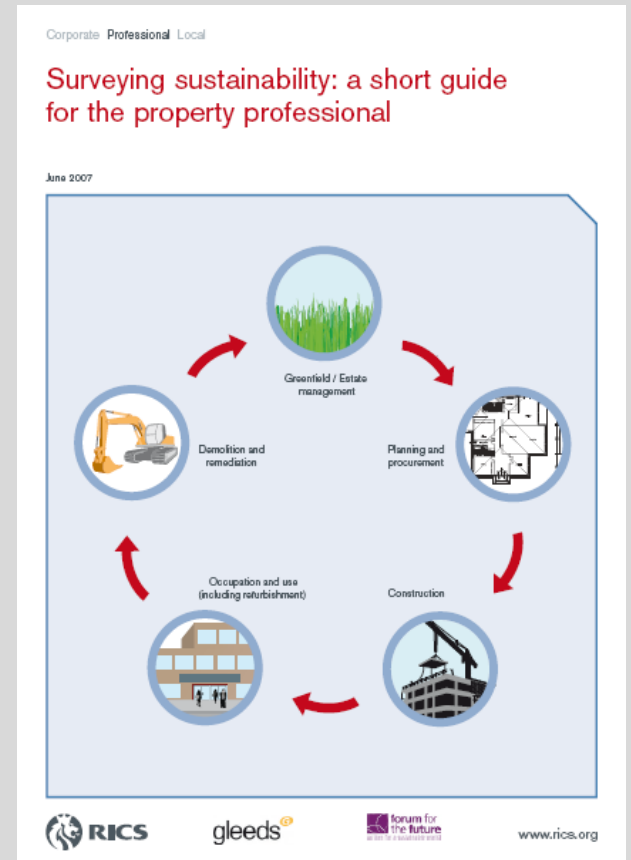 Corporate Professional Local
Surveying sustainability: a short guide
for the property professional
June 2007
Greenfield / Estate
management
Planning and
procurement
Construction
Occupation and use
(including refurbishment)
Demolition and
remediation
RICS
gleeds
forum for
the future
www.rics.org